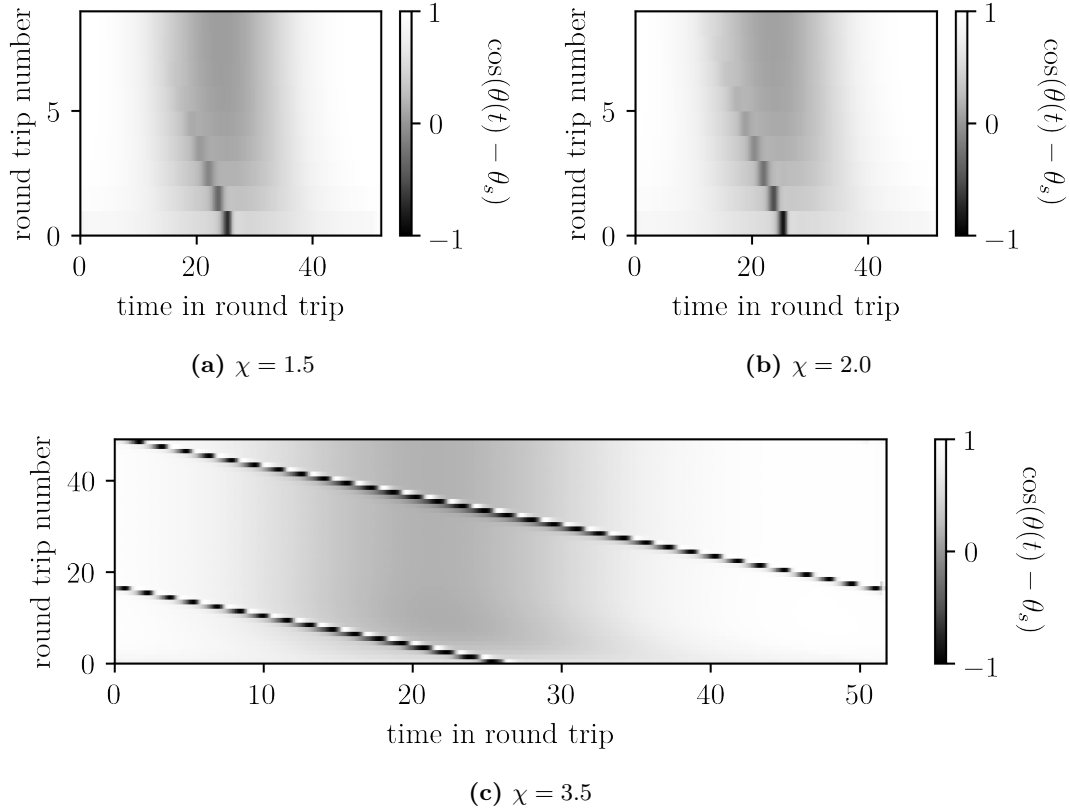 round trip number
5
0
0
20
40
time in round trip
1
0
−1
cos(θ(t) − θₛ)
(a) χ = 1.5
round trip number
5
0
0
20
40
time in round trip
1
0
−1
cos(θ(t) − θₛ)
(b) χ = 2.0
round trip number
40
20
0
0
10
20
30
40
50
time in round trip
1
0
−1
cos(θ(t) − θₛ)
(c) χ = 3.5